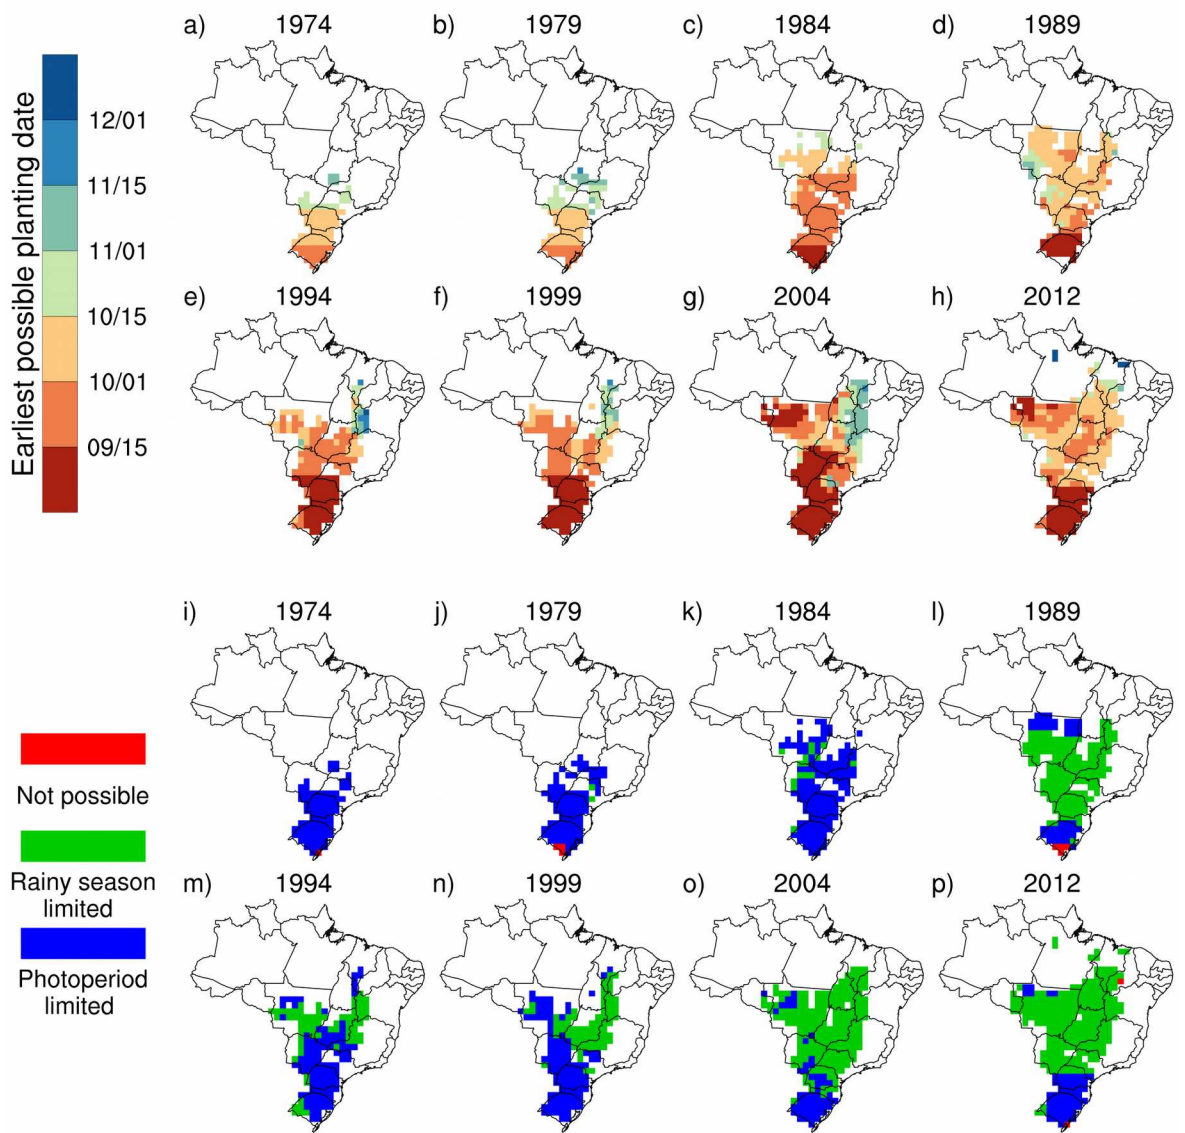 a) 1974
b) 1979
c) 1984
d) 1989
Earliest possible planting date
12/01
11/15
11/01
10/15
10/01
09/15
e) 1994
f) 1999
g) 2004
h) 2012
i) 1974
j) 1979
k) 1984
l) 1989
Not possible
Rainy season
limited
Photoperiod
limited
m) 1994
n) 1999
o) 2004
p) 2012